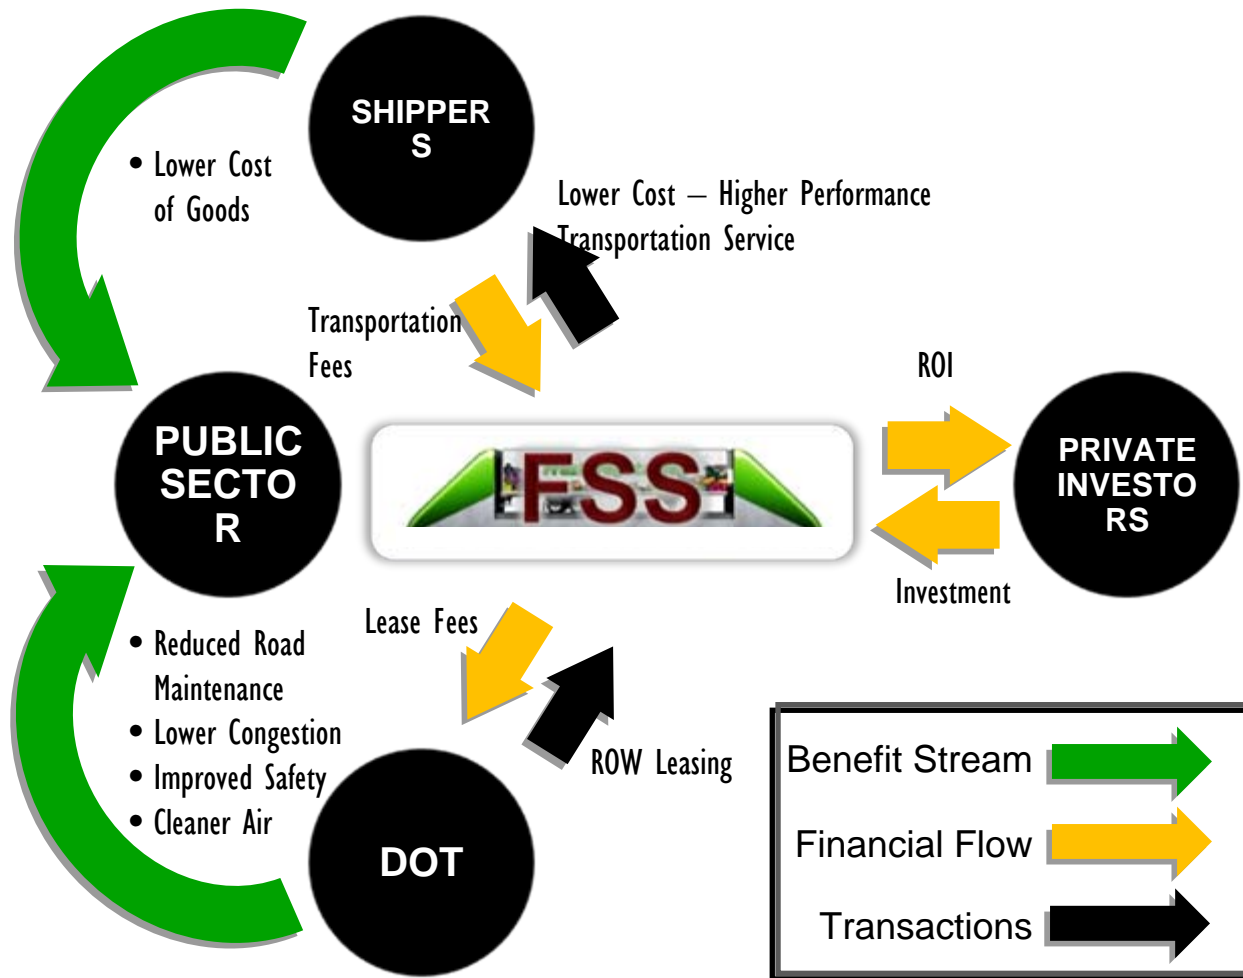 SHIPPER
S
• Lower Cost
of Goods
Lower Cost – Higher Performance
Transportation Service
Transportation
Fees
ROI
PUBLIC
SECTO
R
FSS
PRIVATE
INVESTO
RS
Investment
Lease Fees
• Reduced Road
Maintenance
• Lower Congestion
• Improved Safety
• Cleaner Air
ROW Leasing
DOT
Benefit Stream
Financial Flow
Transactions